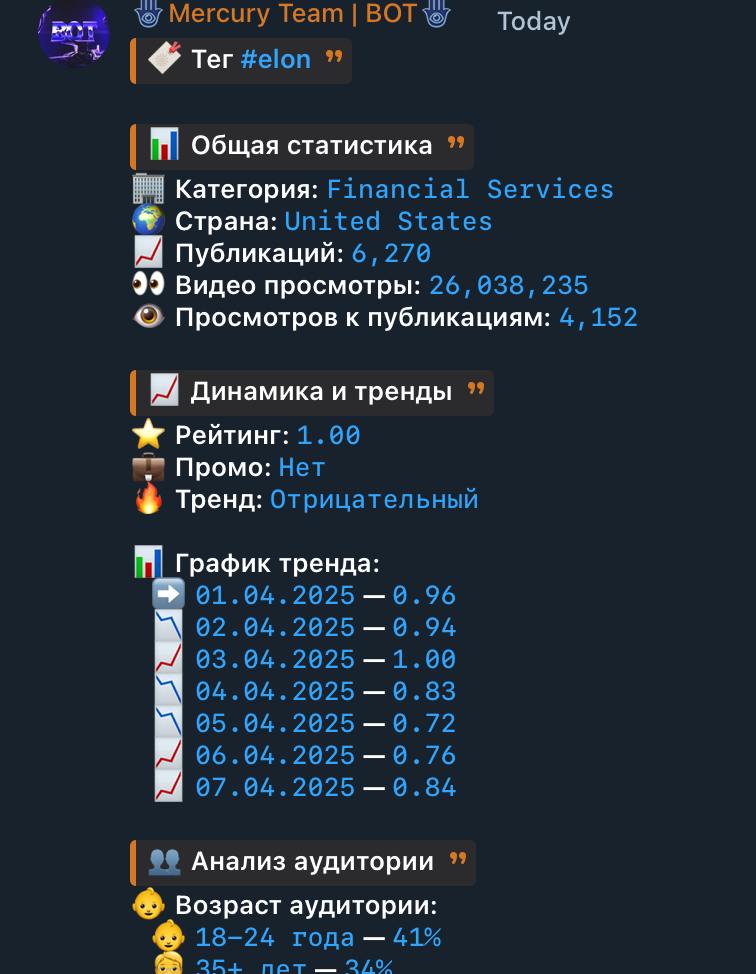 BOT
Mercury Team | BOT
Today
Тег #elon
Общая статистика
Категория: Financial Services
Страна: United States
Публикаций: 6,270
Видео просмотры: 26,038,235
Просмотров к публикациям: 4,152
Динамика и тренды
Рейтинг: 1.00
Промо: Нет
Тренд: Отрицательный
График тренда:
01.04.2025 — 0.96
02.04.2025 — 0.94
03.04.2025 — 1.00
04.04.2025 — 0.83
05.04.2025 — 0.72
06.04.2025 — 0.76
07.04.2025 — 0.84
Анализ аудитории
Возраст аудитории:
18–24 года — 41%
35+ лет — 34%